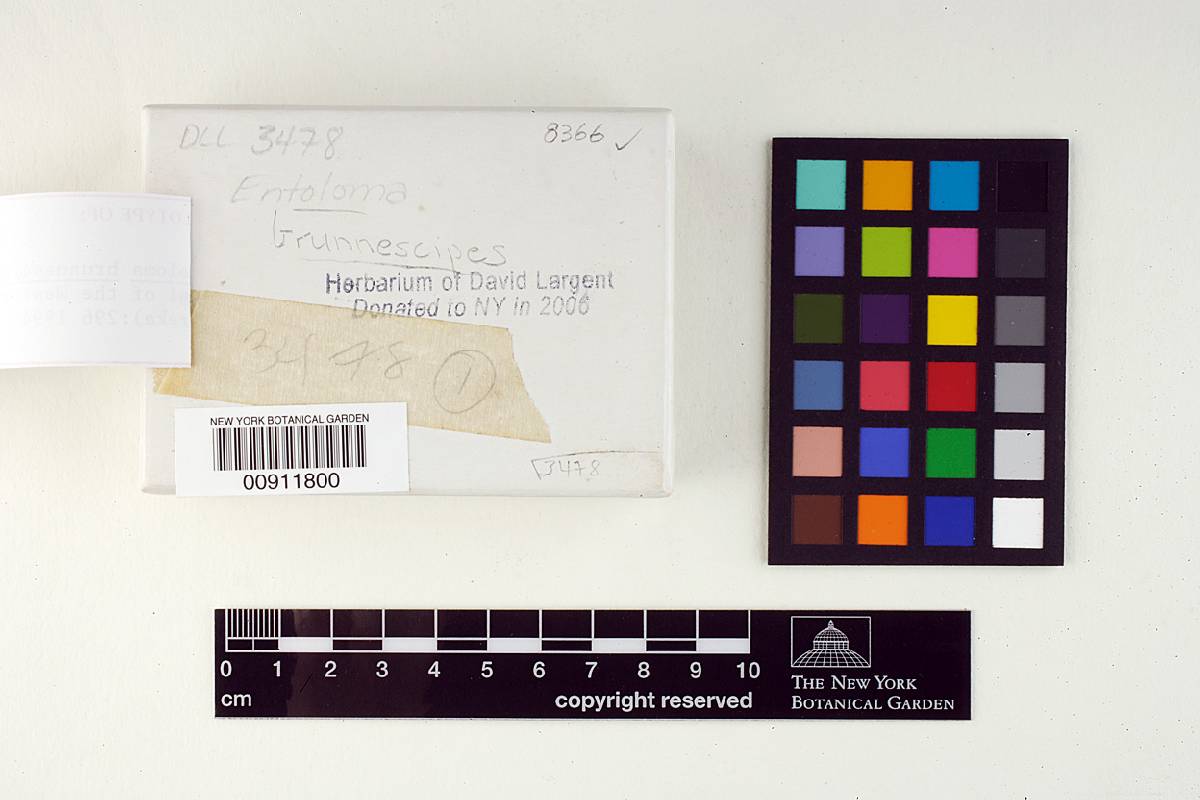 DLL 3478
8366 ✓
Entoloma
brunnescipes
Herbarium of David Largent
Donated to NY in 2006
3478 1
NEW YORK BOTANICAL GARDEN
00911800
3478
0 1 2 3 4 5 6 7 8 9 10
cm
copyright reserved
THE NEW YORK
BOTANICAL GARDEN